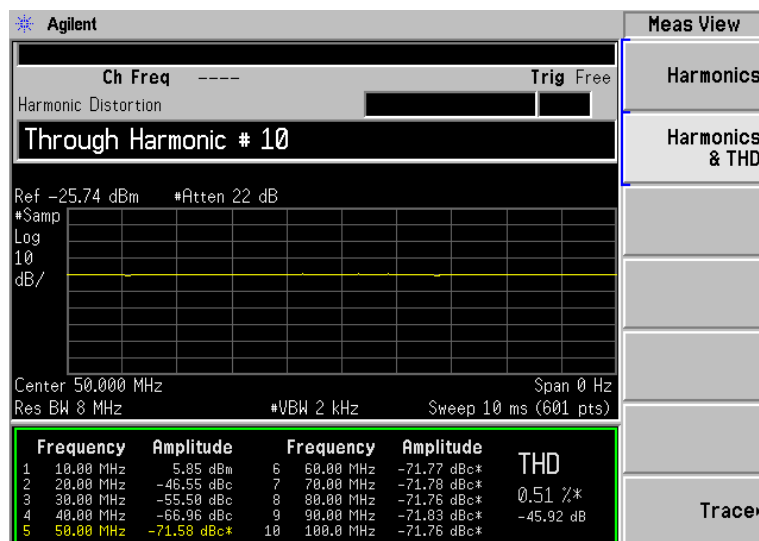 Agilent
Meas View
Ch Freq ---- Trig Free
Harmonic Distortion
Through Harmonic # 10
Harmonics
Harmonics
& THD
Ref -25.74 dBm #Atten 22 dB
#Samp
Log
10
dB/
Center 50.000 MHz Span 0 Hz
Res BW 8 MHz #VBW 2 kHz Sweep 10 ms (601 pts)
Frequency Amplitude Frequency Amplitude
1 10.00 MHz 5.85 dBm 6 60.00 MHz -71.77 dBc*
2 20.00 MHz -46.55 dBc 7 70.00 MHz -71.78 dBc*
3 30.00 MHz -55.50 dBc 8 80.00 MHz -71.76 dBc*
4 40.00 MHz -66.96 dBc 9 90.00 MHz -71.83 dBc*
5 50.00 MHz -71.58 dBc* 10 100.0 MHz -71.76 dBc*
THD
0.51 %*
-45.92 dB
Trace